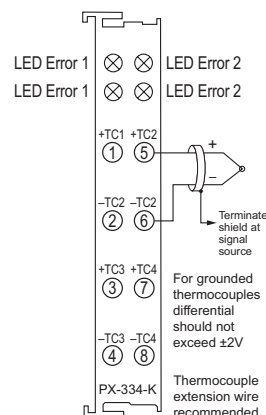 LED Error 1 LED Error 2
LED Error 1 LED Error 2
+TC1 +TC2
1 5
+
–
–TC2 –TC2
2 6
Terminate
shield at
signal
source
+TC3 +TC4
3 7
For grounded
thermocouples
differential
should not
exceed ±2V
–TC3 –TC4
4 8
PX-334-K
Thermocouple
extension wire
recommended